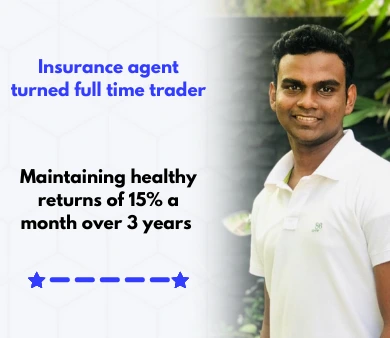 Insurance agent
turned full time trader
Maintaining healthy
returns of 15% a
month over 3 years